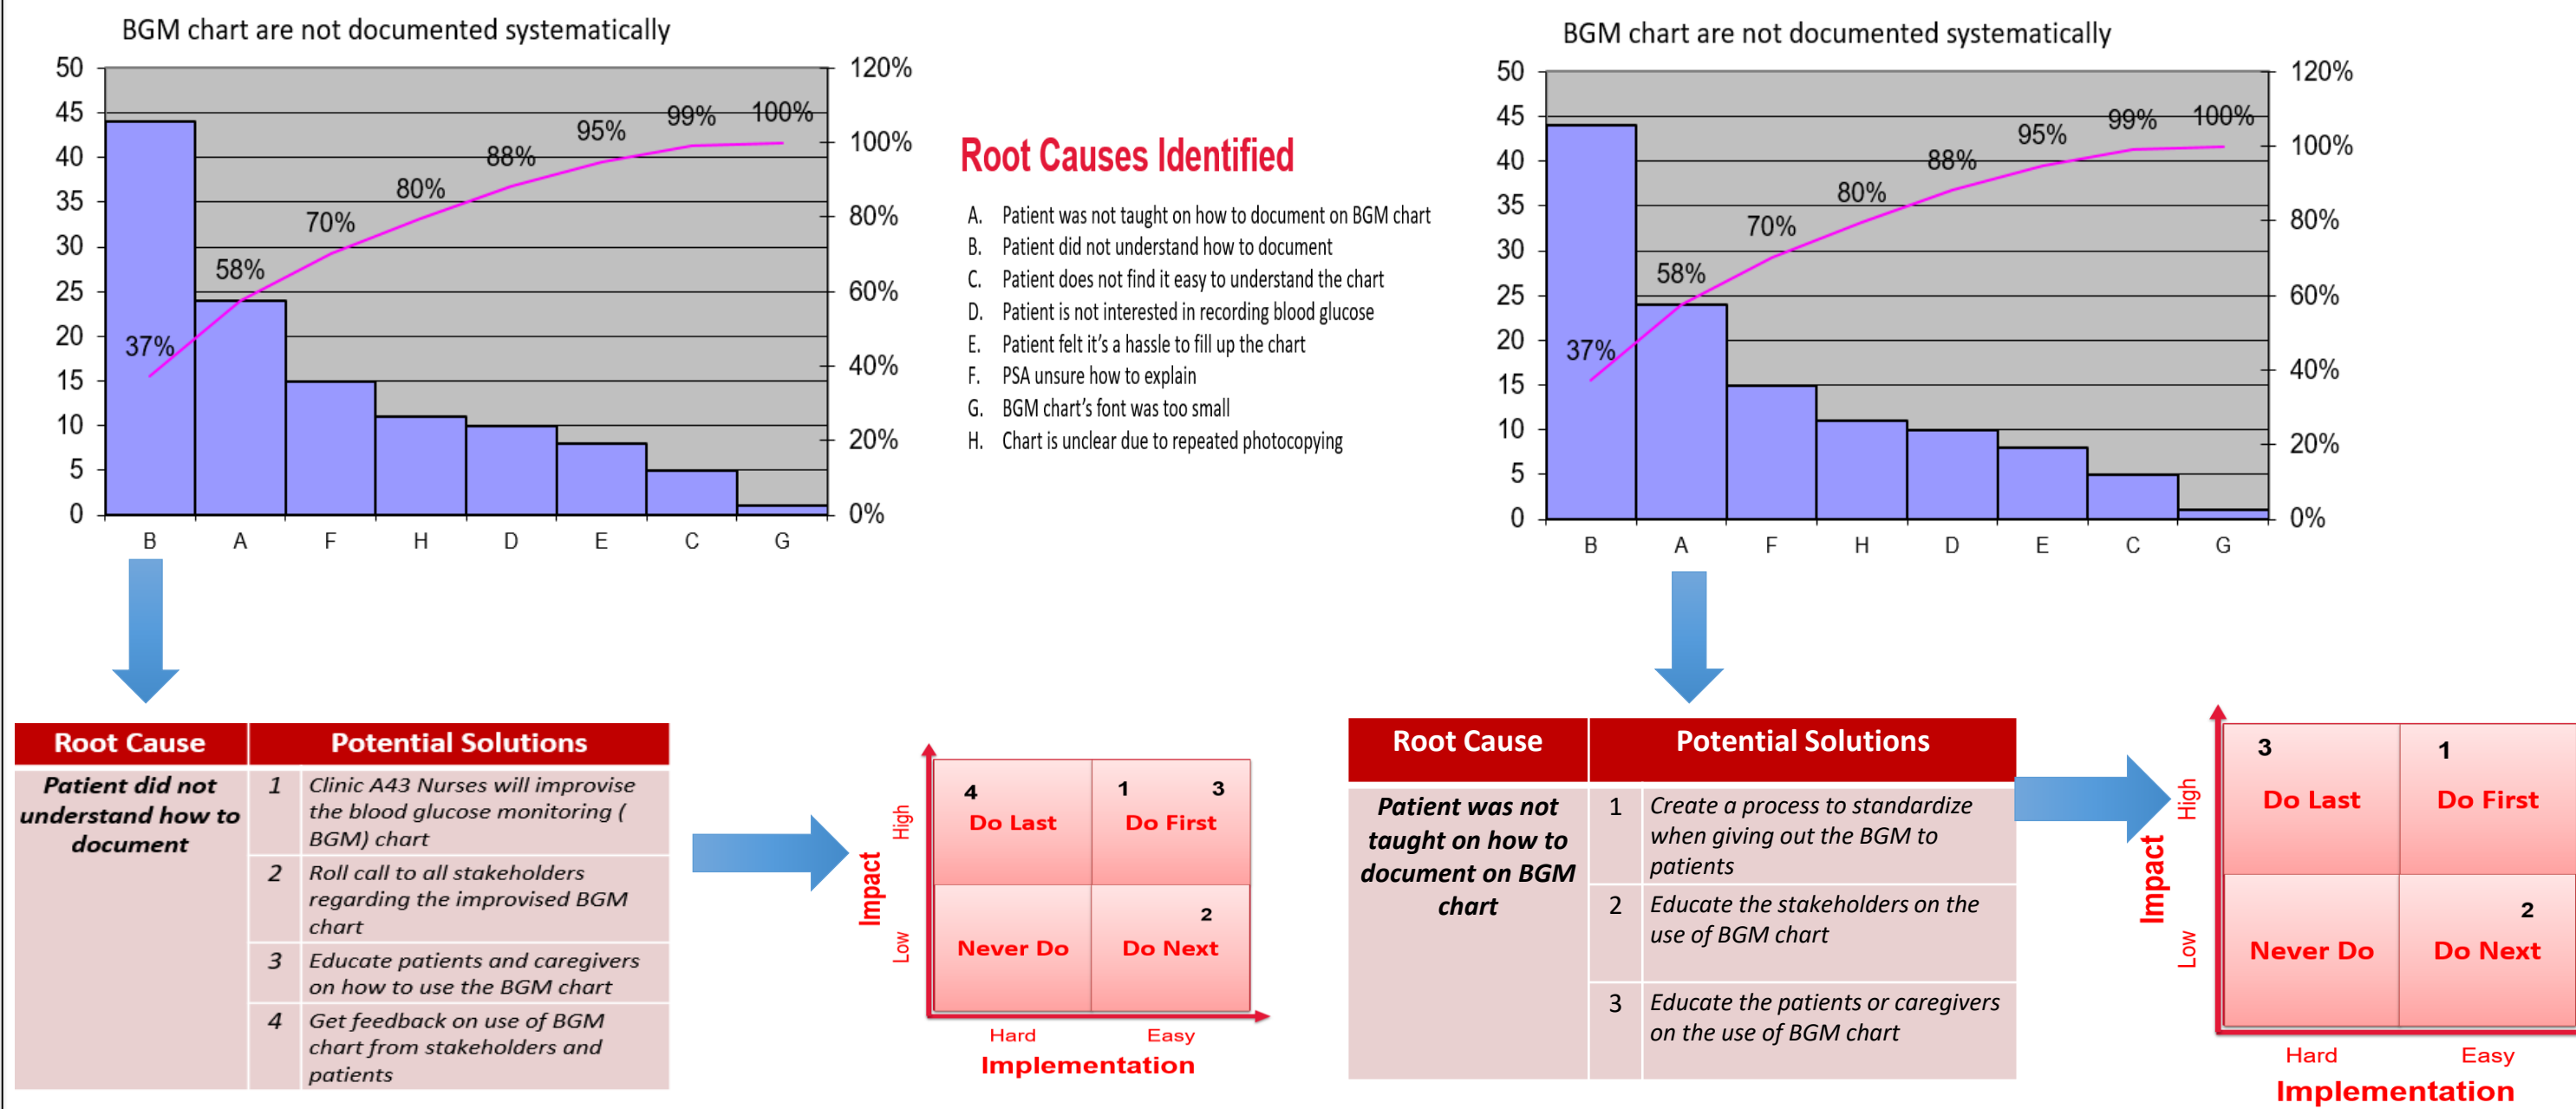 BGM chart are not documented systematically
50
45
40
35
30
25
20
15
10
5
0
120%
100%
80%
60%
40%
20%
0%
37%
58%
70%
80%
88%
95%
99%
100%
B A F H D E C G
Root Causes Identified
A. Patient was not taught on how to document on BGM chart
B. Patient did not understand how to document
C. Patient does not find it easy to understand the chart
D. Patient is not interested in recording blood glucose
E. Patient felt it's a hassle to fill up the chart
F. PSA unsure how to explain
G. BGM chart's font was too small
H. Chart is unclear due to repeated photocopying
BGM chart are not documented systematically
50
45
40
35
30
25
20
15
10
5
0
120%
100%
80%
60%
40%
20%
0%
37%
58%
70%
80%
88%
95%
99%
100%
B A F H D E C G
Root Cause Potential Solutions
Patient did not
understand how to
document
1 Clinic A43 Nurses will improvise
the blood glucose monitoring (
BGM) chart
2 Roll call to all stakeholders
regarding the improvised BGM
chart
3 Educate patients and caregivers
on how to use the BGM chart
4 Get feedback on use of BGM
chart from stakeholders and
patients
Impact
High
Low
4
Do Last
1 3
Do First
Never Do
2
Do Next
Hard Easy
Implementation
Root Cause Potential Solutions
Patient was not
taught on how to
document on BGM
chart
1 Create a process to standardize
when giving out the BGM to
patients
2 Educate the stakeholders on the
use of BGM chart
3 Educate the patients or caregivers
on the use of BGM chart
Impact
High
Low
3
Do Last
1
Do First
Never Do
2
Do Next
Hard Easy
Implementation